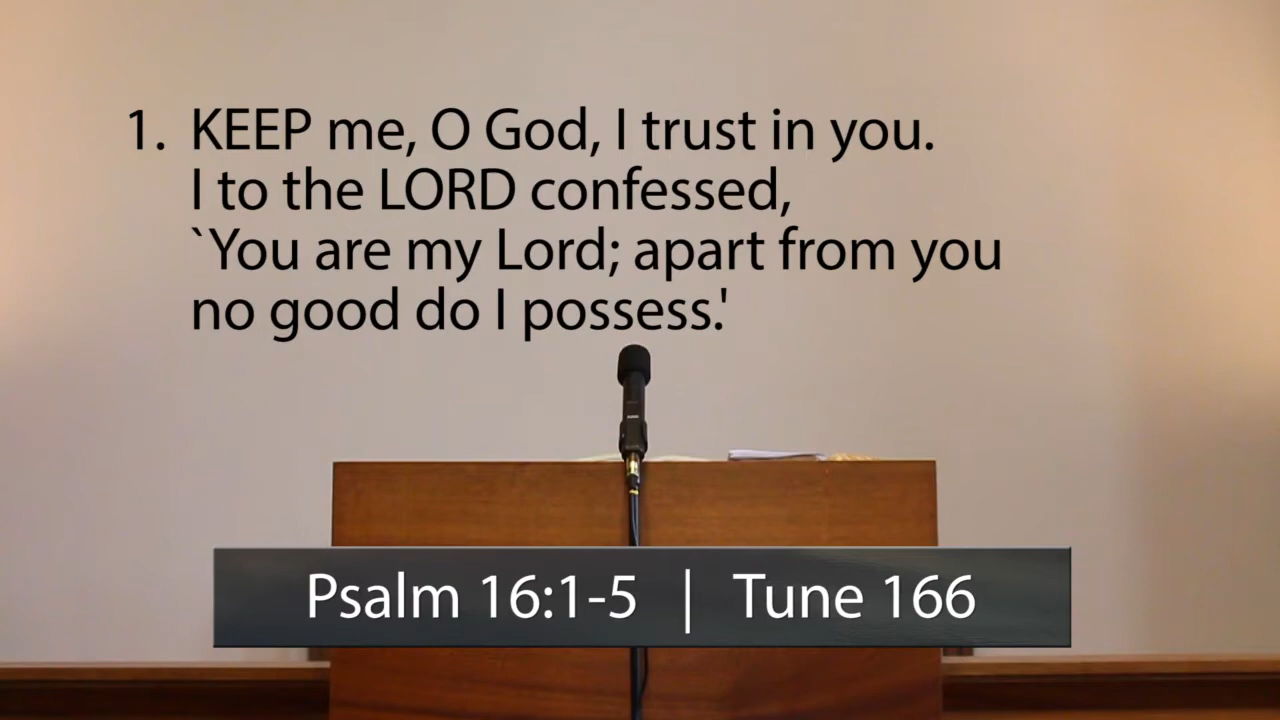 1. KEEP me, O God, I trust in you.
I to the LORD confessed,
`You are my Lord; apart from you
no good do I possess.'
Psalm 16:1-5 | Tune 166